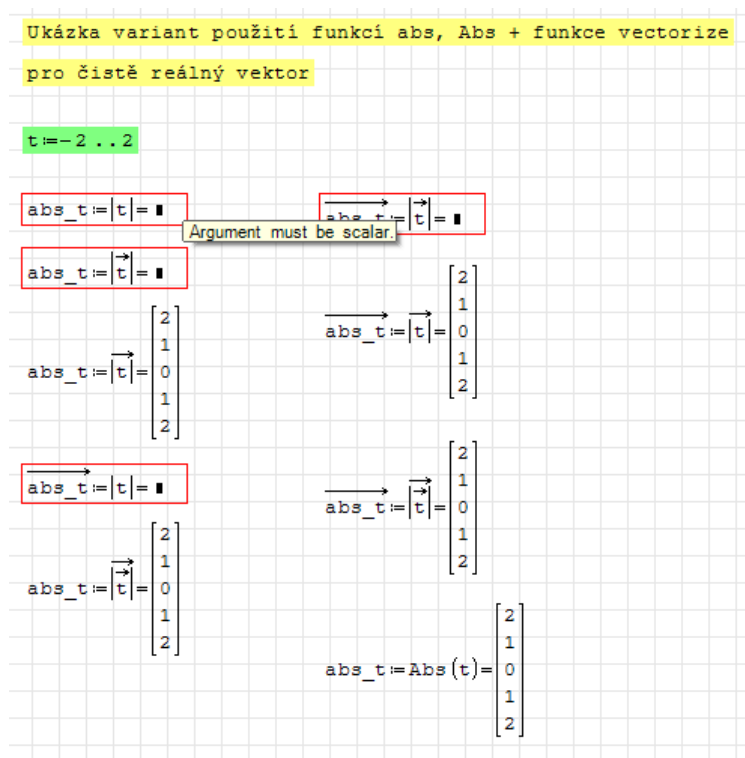 Ukázka variant použití funkcí abs, Abs + funkce vectorize
pro čistě reálný vektor
t:=-2..2
abs_t:=|t|=▮
abs_t:=|t|=▮
Argument must be scalar.
abs_t:=|t|=▮
abs_t:=|t|=[2 1 0 1 2]
abs_t:=|t|=[2 1 0 1 2]
abs_t:=|t|=▮
abs_t:=|t|=[2 1 0 1 2]
abs_t:=|t|=[2 1 0 1 2]
abs_t:=Abs(t)=[2 1 0 1 2]